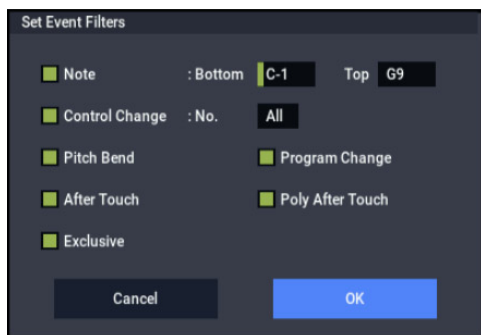 Set Event Filters
Note : Bottom C-1 Top G9
Control Change : No. All
Pitch Bend Program Change
After Touch Poly After Touch
Exclusive
Cancel OK